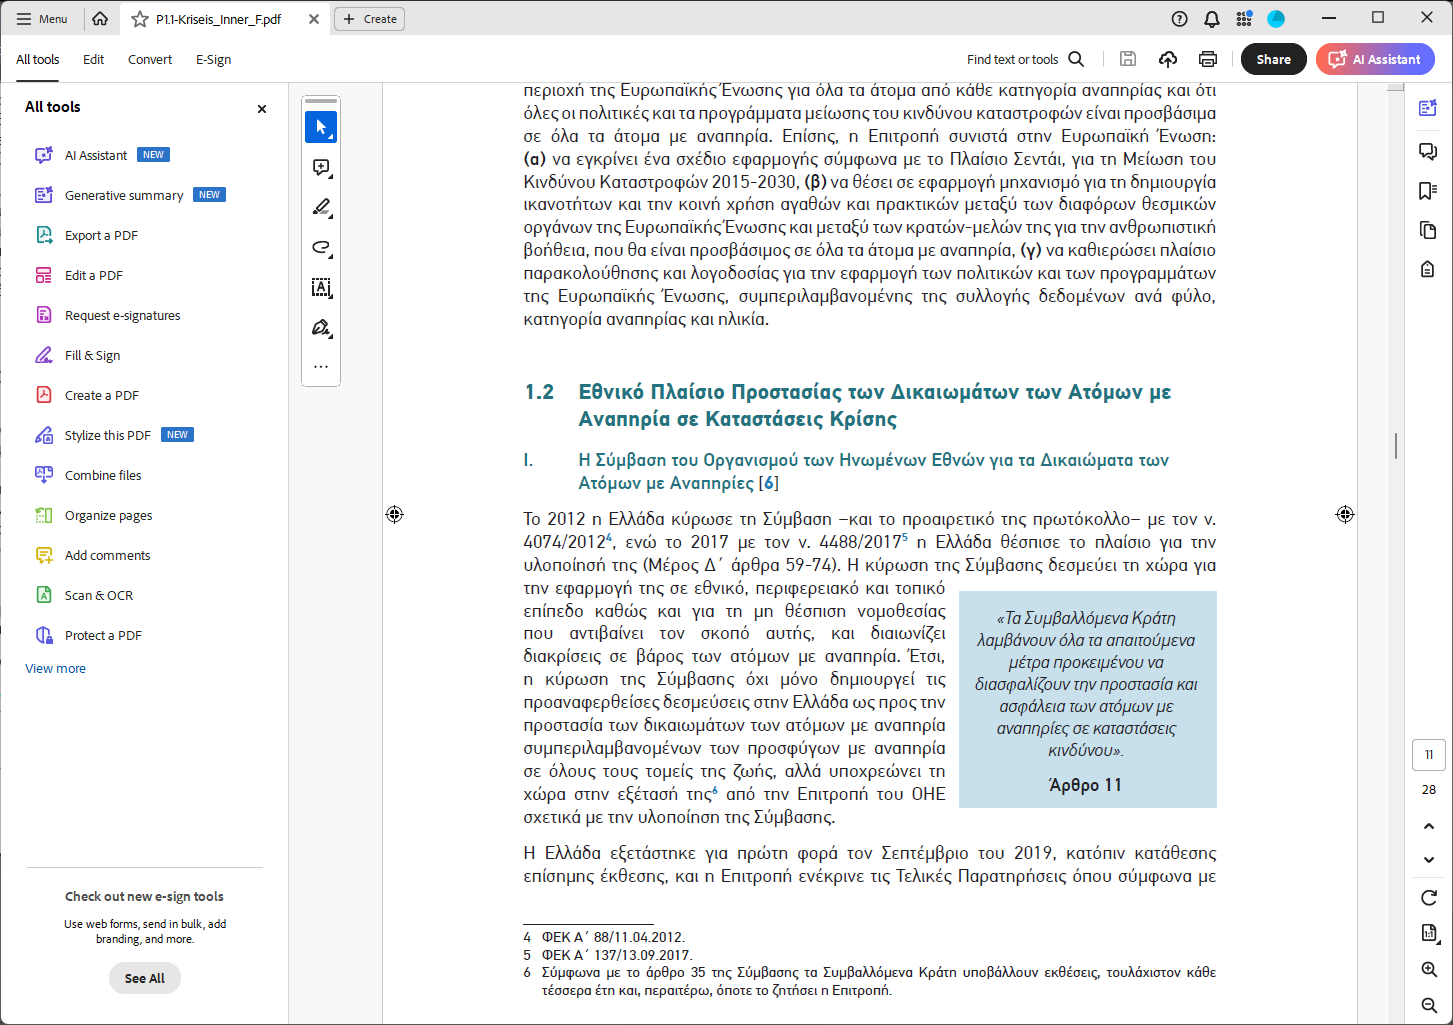 Menu
P1.1-Kriseis_Inner_F.pdf
Create
All tools
Edit
Convert
E-Sign
Find text or tools
Share
AI Assistant
All tools
AI Assistant NEW
Generative summary NEW
Export a PDF
Edit a PDF
Request e-signatures
Fill & Sign
Create a PDF
Stylize this PDF NEW
Combine files
Organize pages
Add comments
Scan & OCR
Protect a PDF
View more
Check out new e-sign tools
Use web forms, send in bulk, add
branding, and more.
See All
περιοχή της Ευρωπαϊκής Ένωσης για όλα τα άτομα από κάθε κατηγορία αναπηρίας και ότι
όλες οι πολιτικές και τα προγράμματα μείωσης του κινδύνου καταστροφών είναι προσβάσιμα
σε όλα τα άτομα με αναπηρία. Επίσης, η Επιτροπή συνιστά στην Ευρωπαϊκή Ένωση:
(α) να εγκρίνει ένα σχέδιο εφαρμογής σύμφωνα με το Πλαίσιο Σεντάι, για τη Μείωση του
Κινδύνου Καταστροφών 2015-2030, (β) να θέσει σε εφαρμογή μηχανισμό για τη δημιουργία
ικανοτήτων και την κοινή χρήση αγαθών και πρακτικών μεταξύ των διαφόρων θεσμικών
οργάνων της Ευρωπαϊκής Ένωσης και μεταξύ των κρατών-μελών της για την ανθρωπιστική
βοήθεια, που θα είναι προσβάσιμος σε όλα τα άτομα με αναπηρία, (γ) να καθιερώσει πλαίσιο
παρακολούθησης και λογοδοσίας για την εφαρμογή των πολιτικών και των προγραμμάτων
της Ευρωπαϊκής Ένωσης, συμπεριλαμβανομένης της συλλογής δεδομένων ανά φύλο,
κατηγορία αναπηρίας και ηλικία.
1.2 Εθνικό Πλαίσιο Προστασίας των Δικαιωμάτων των Ατόμων με
Αναπηρία σε Καταστάσεις Κρίσης
I. Η Σύμβαση του Οργανισμού των Ηνωμένων Εθνών για τα Δικαιώματα των
Ατόμων με Αναπηρίες [6]
Το 2012 η Ελλάδα κύρωσε τη Σύμβαση –και το προαιρετικό της πρωτόκολλο– με τον ν.
4074/2012⁴, ενώ το 2017 με τον ν. 4488/2017⁵ η Ελλάδα θέσπισε το πλαίσιο για την
υλοποίησή της (Μέρος Δ΄ άρθρα 59-74). Η κύρωση της Σύμβασης δεσμεύει τη χώρα για
την εφαρμογή της σε εθνικό, περιφερειακό και τοπικό
επίπεδο καθώς και για τη μη θέσπιση νομοθεσίας
που αντιβαίνει τον σκοπό αυτής, και διαιωνίζει
διακρίσεις σε βάρος των ατόμων με αναπηρία. Έτσι,
η κύρωση της Σύμβασης όχι μόνο δημιουργεί τις
προαναφερθείσες δεσμεύσεις στην Ελλάδα ως προς την
προστασία των δικαιωμάτων των ατόμων με αναπηρία
συμπεριλαμβανομένων των προσφύγων με αναπηρία
σε όλους τους τομείς της ζωής, αλλά υποχρεώνει τη
χώρα στην εξέτασή της⁶ από την Επιτροπή του ΟΗΕ
σχετικά με την υλοποίηση της Σύμβασης.
«Τα Συμβαλλόμενα Κράτη
λαμβάνουν όλα τα απαιτούμενα
μέτρα προκειμένου να
διασφαλίζουν την προστασία και
ασφάλεια των ατόμων με
αναπηρίες σε καταστάσεις
κινδύνου».
Άρθρο 11
Η Ελλάδα εξετάστηκε για πρώτη φορά τον Σεπτέμβριο του 2019, κατόπιν κατάθεσης
επίσημης έκθεσης, και η Επιτροπή ενέκρινε τις Τελικές Παρατηρήσεις όπου σύμφωνα με
4 ΦΕΚ Α΄ 88/11.04.2012.
5 ΦΕΚ Α΄ 137/13.09.2017.
6 Σύμφωνα με το άρθρο 35 της Σύμβασης τα Συμβαλλόμενα Κράτη υποβάλλουν εκθέσεις, τουλάχιστον κάθε
τέσσερα έτη και, περαιτέρω, όποτε το ζητήσει η Επιτροπή.
11
28
1:1